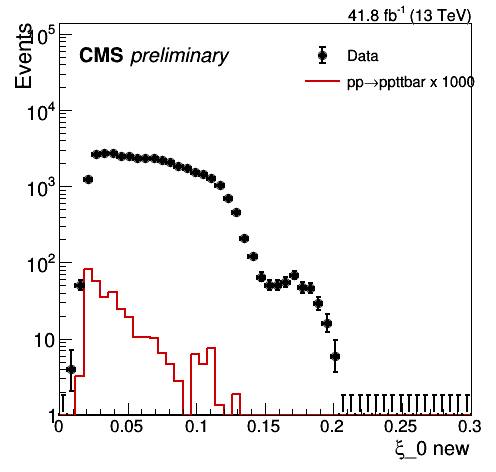 41.8 fb⁻¹ (13 TeV)
Events
CMS preliminary
Data
pp→ppttbar x 1000
10⁵
10⁴
10³
10²
10
1
0 0.05 0.1 0.15 0.2 0.25 0.3
ξ_0 new